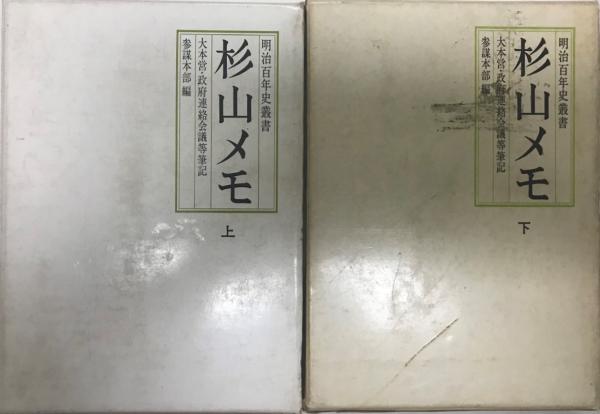 明治百年史叢書
杉山メモ
大本営・政府連絡会議等筆記
参謀本部 編
上
明治百年史叢書
杉山メモ
大本営・政府連絡会議等筆記
参謀本部 編
下